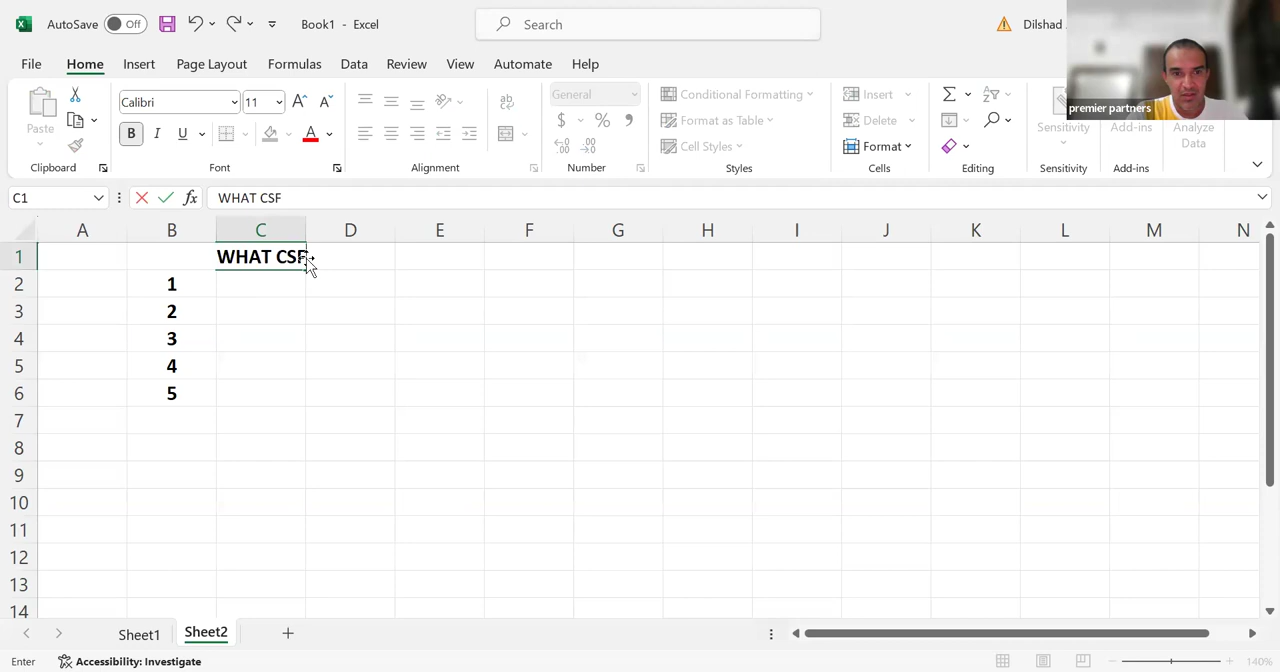 AutoSave Off Book1 - Excel Search Dilshad
premier partners
File Home Insert Page Layout Formulas Data Review View Automate Help
Paste Calibri 11 A A General Conditional Formatting Insert Sensitivity Add-ins Analyze Data
B I U A $ % Format as Table Delete
Cell Styles Format
Clipboard Font Alignment Number Styles Cells Editing Sensitivity Add-ins
C1 fx WHAT CSF
A B C D E F G H I J K L M N
1 WHAT CSF
2 1
3 2
4 3
5 4
6 5
7
8
9
10
11
12
13
14
Sheet1 Sheet2
Enter Accessibility: Investigate 140%